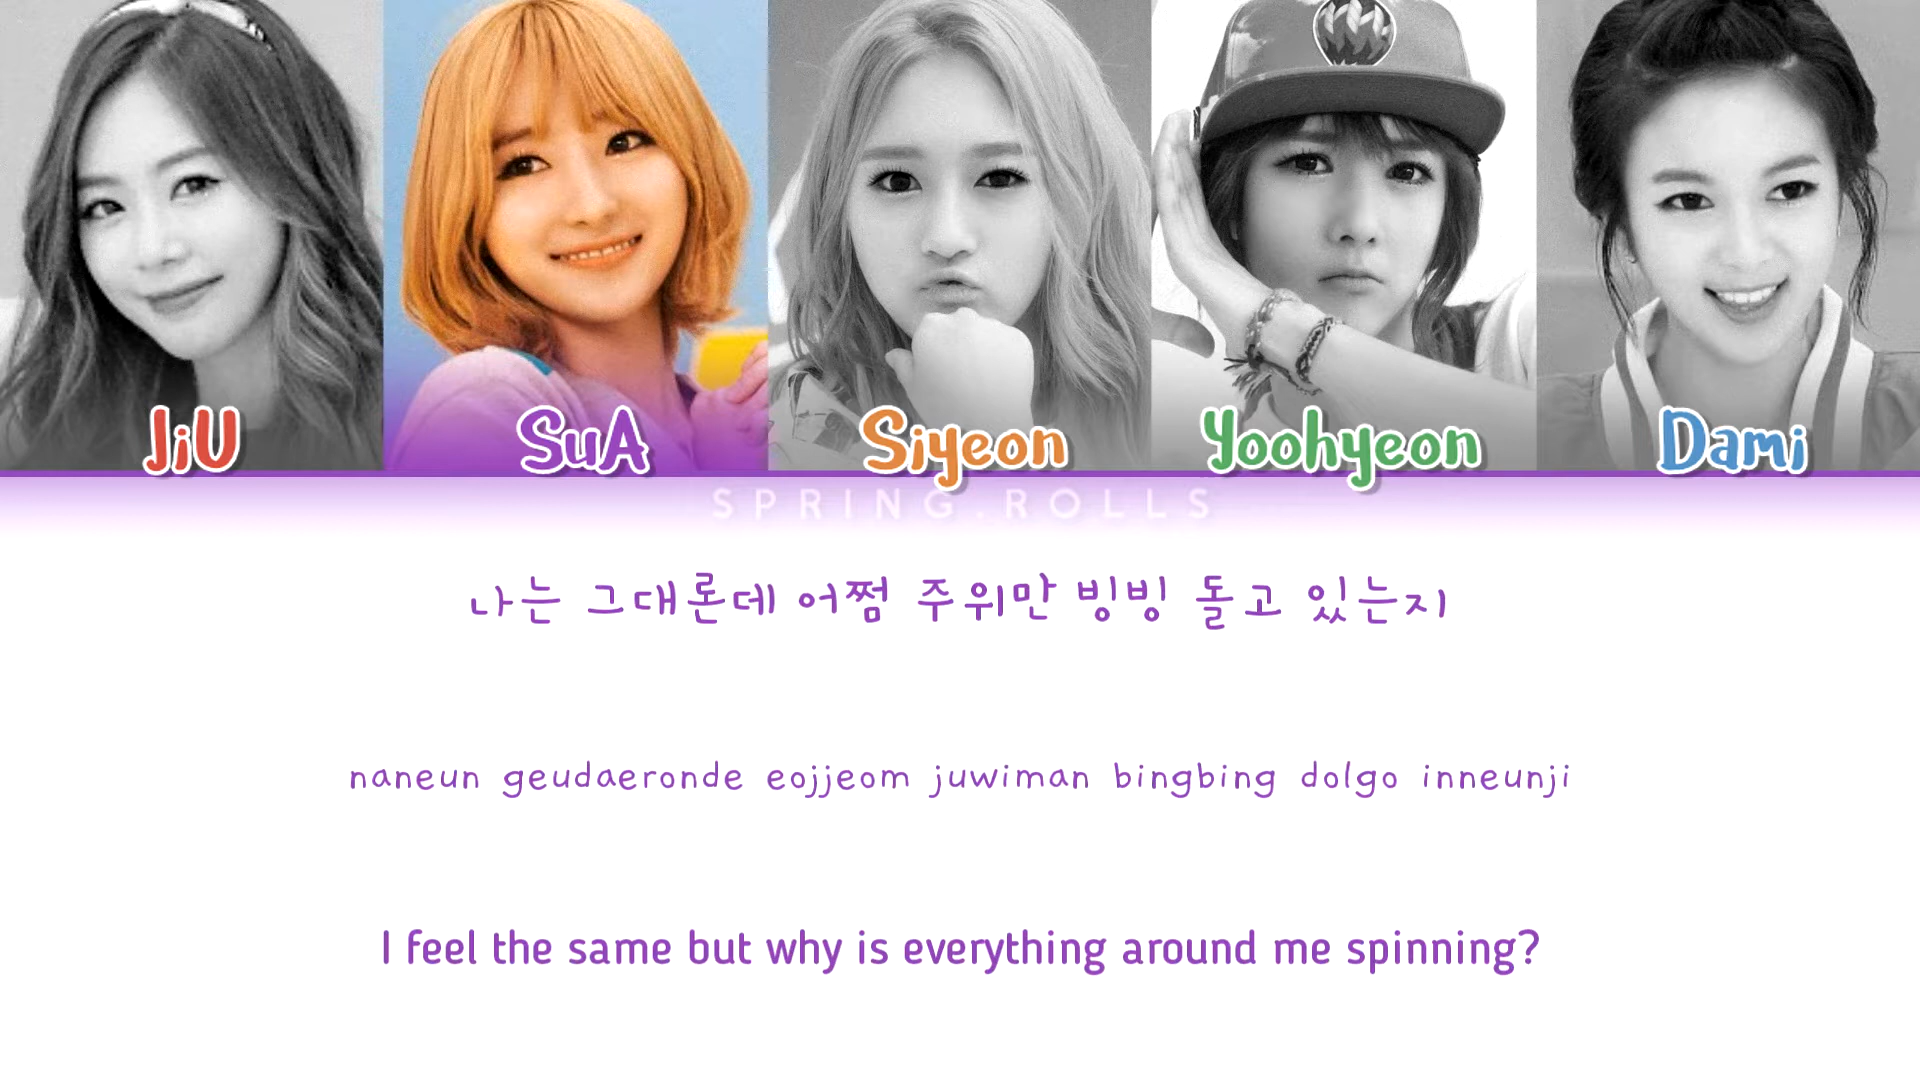 JiU SuA Siyeon Yoohyeon Dami
SPRING.ROLLS
나는 그대론데 어쩜 주위만 빙빙 돌고 있는지
naneun geudaeronde eojjeom juwiman bingbing dolgo inneunji
I feel the same but why is everything around me spinning?